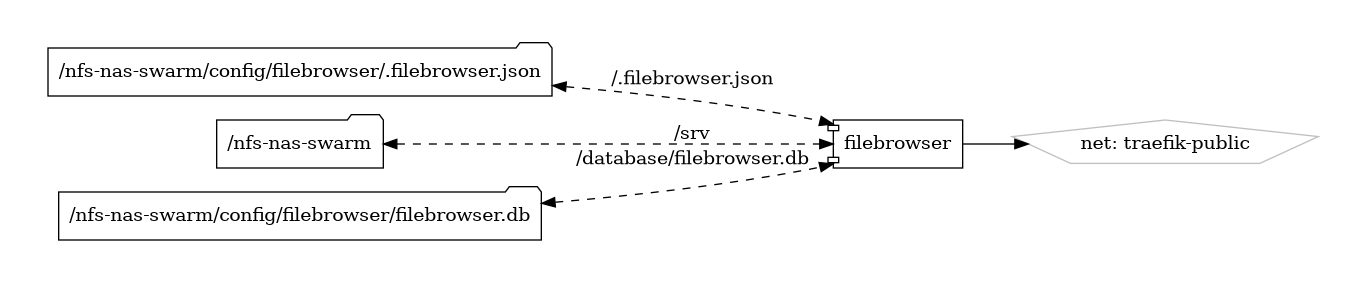 /nfs-nas-swarm/config/filebrowser/.filebrowser.json
/.filebrowser.json
/nfs-nas-swarm
/srv
filebrowser
net: traefik-public
/database/filebrowser.db
/nfs-nas-swarm/config/filebrowser/filebrowser.db